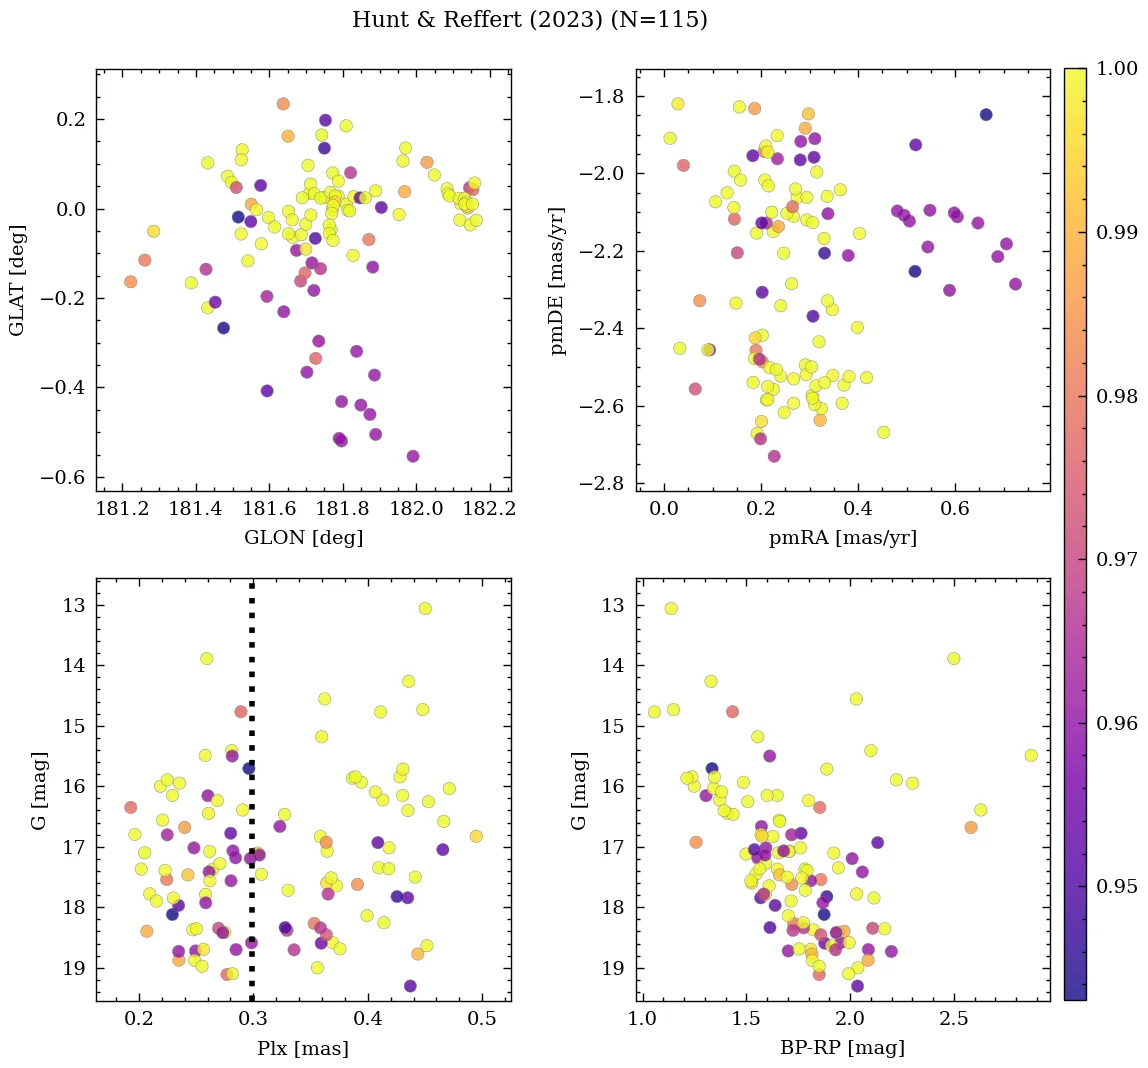 Hunt & Reffert (2023) (N=115)
0.2
0.0
−0.2
−0.4
−0.6
GLAT [deg]
181.2 181.4 181.6 181.8 182.0 182.2
GLON [deg]
−1.8
−2.0
−2.2
−2.4
−2.6
−2.8
pmDE [mas/yr]
0.0 0.2 0.4 0.6
pmRA [mas/yr]
13
14
15
16
17
18
19
G [mag]
0.2 0.3 0.4 0.5
Plx [mas]
13
14
15
16
17
18
19
G [mag]
1.0 1.5 2.0 2.5
BP-RP [mag]
1.00
0.99
0.98
0.97
0.96
0.95